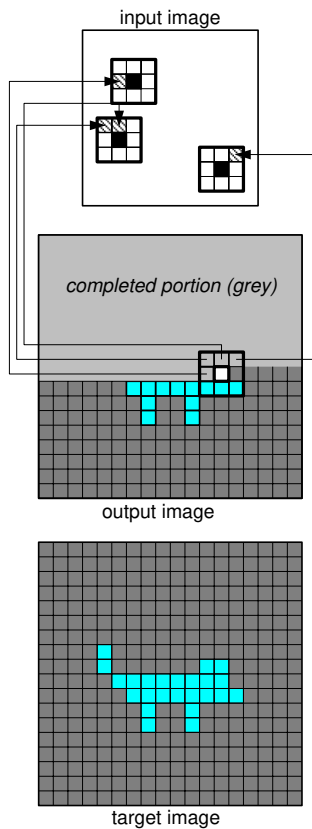 input image
completed portion (grey)
output image
target image